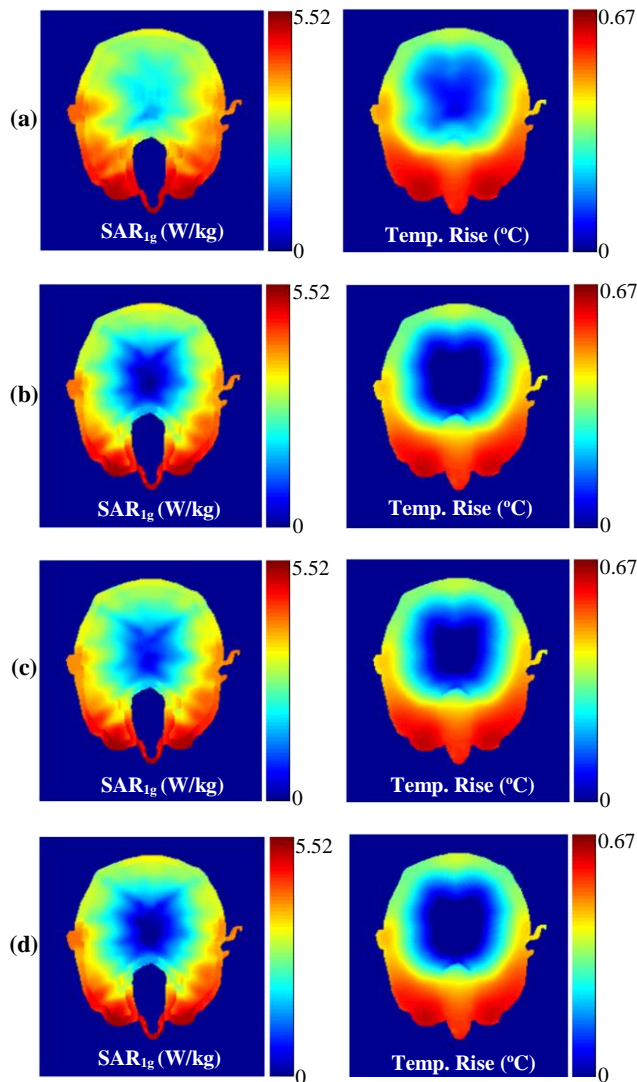 5.52
0.67
(a)
SAR1g (W/kg)
0
Temp. Rise (ºC)
0
5.52
0.67
(b)
SAR1g (W/kg)
0
Temp. Rise (ºC)
0
5.52
0.67
(c)
SAR1g (W/kg)
0
Temp. Rise (ºC)
0
5.52
0.67
(d)
SAR1g (W/kg)
0
Temp. Rise (ºC)
0